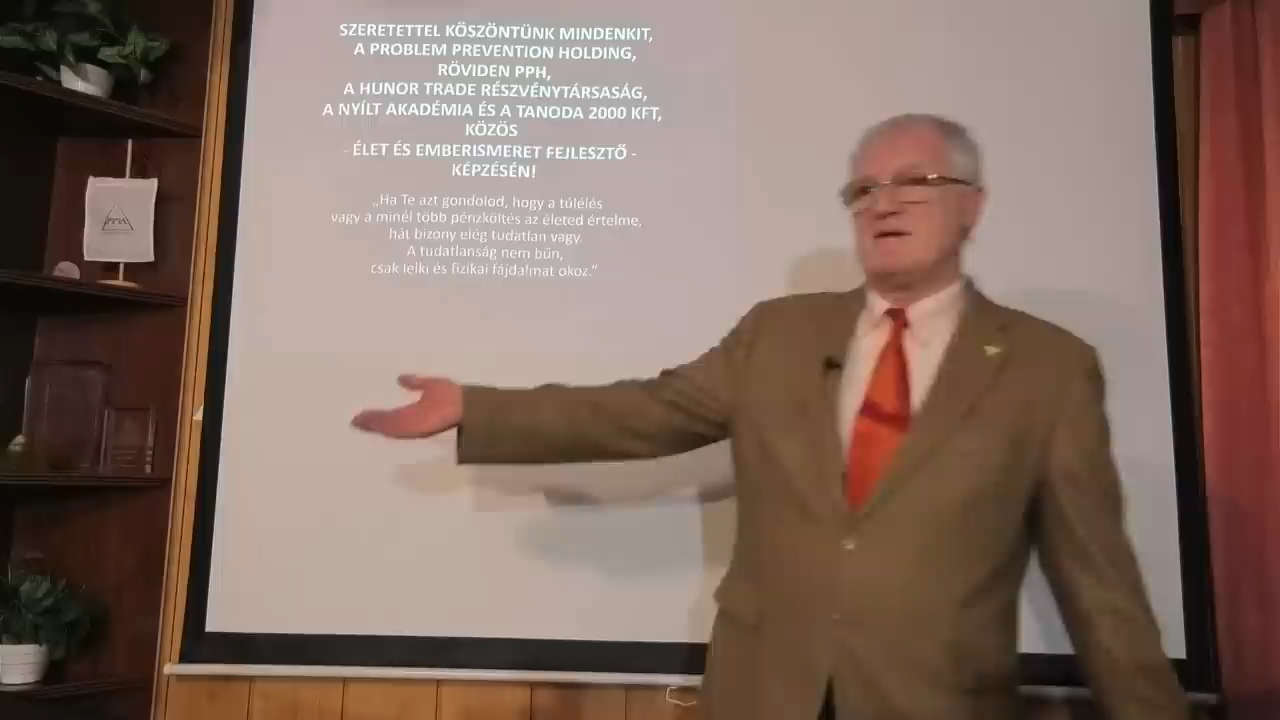 SZERETETTEL KÖSZÖNTÜNK MINDENKIT,
A PROBLEM PREVENTION HOLDING,
RÖVIDEN PPH,
A HUNOR TRADE RÉSZVÉNYTÁRSASÁG,
A NYÍLT AKADÉMIA ÉS A TANODA 2000 KFT,
KÖZÖS
- ÉLET ÉS EMBERISMERET FEJLESZTŐ -
KÉPZÉSÉN!
„Ha Te azt gondolod, hogy a túlélés
vagy a minél több pénzköltés az életed értelme,
hát bizony elég tudatlan vagy.
A tudatlanság nem bűn,
csak lelki és fizikai fájdalmat okoz.”